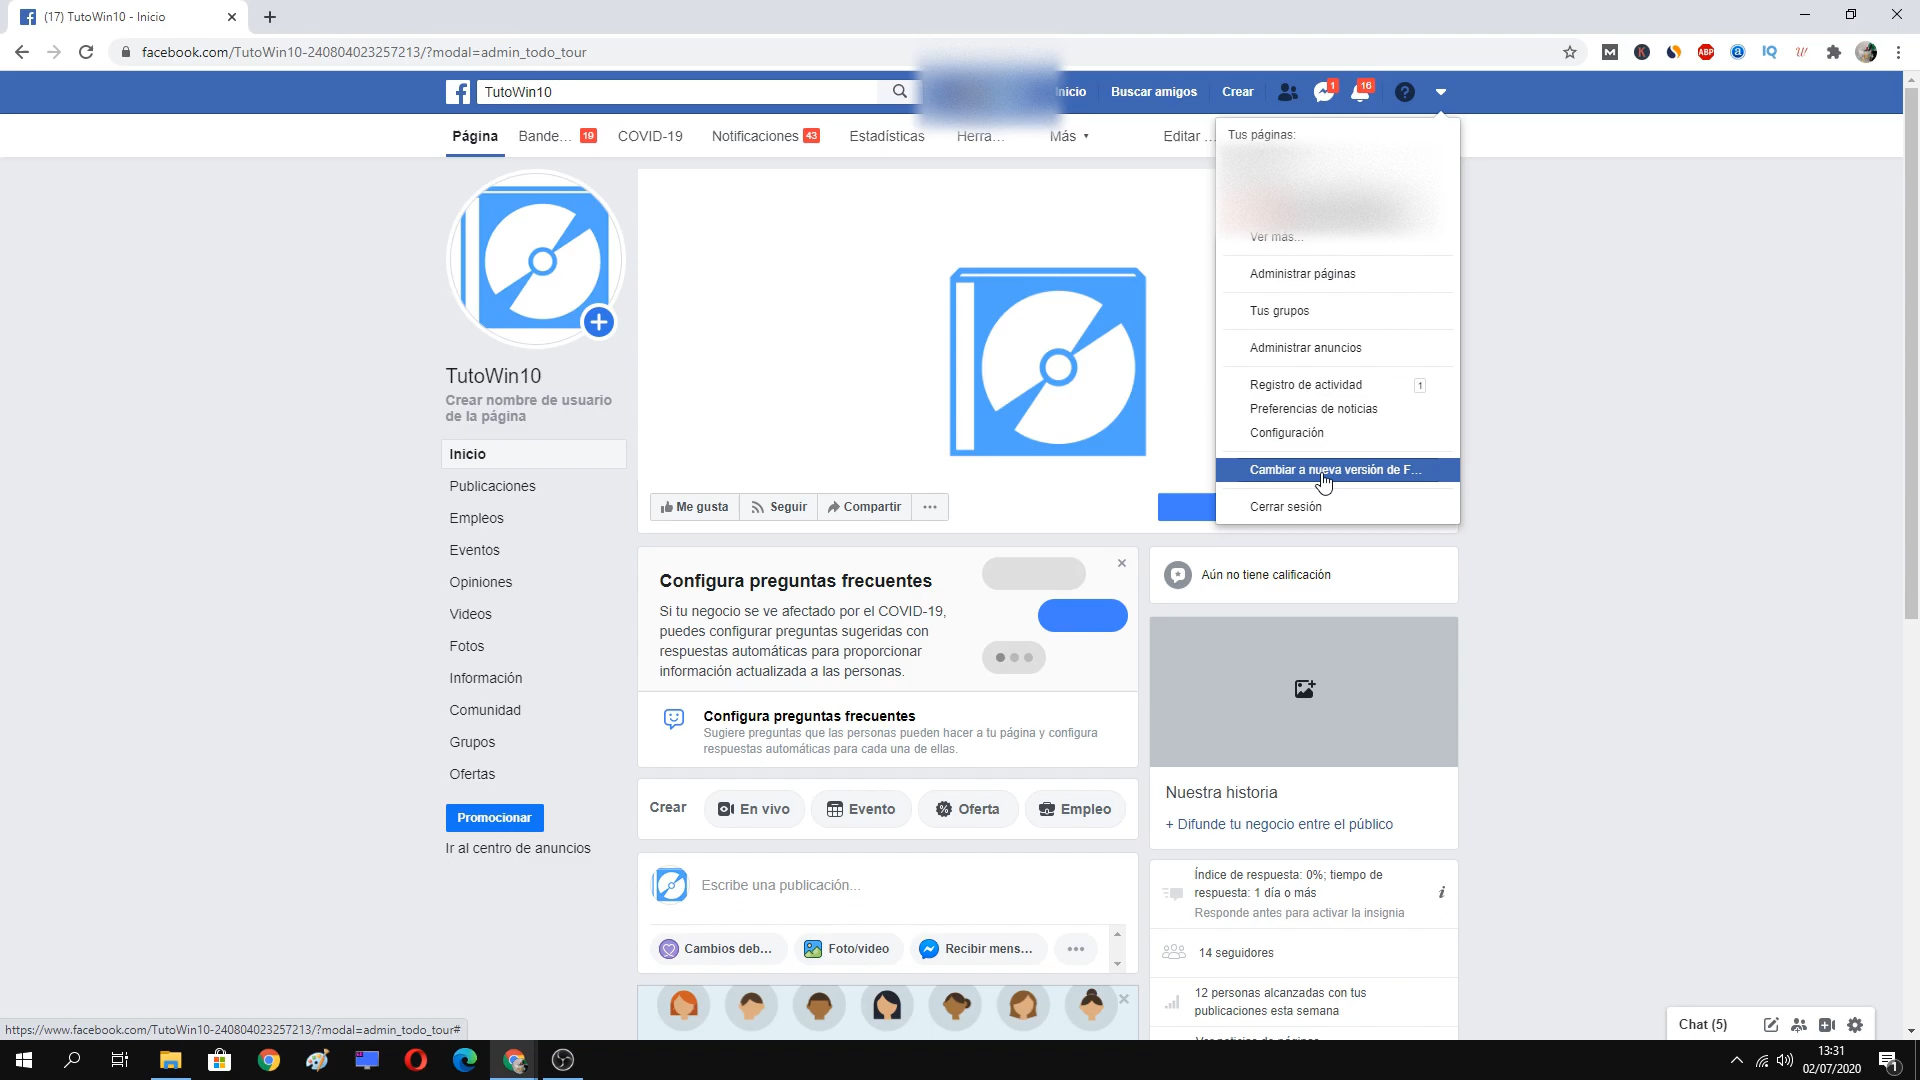 (17) TutoWin10 - Inicio
facebook.com/TutoWin10-240804023257213/?modal=admin_todo_tour
TutoWin10
Inicio
Buscar amigos
Crear
1
16
Página
Bande... 19
COVID-19
Notificaciones 43
Estadísticas
Herra...
Más
Editar ...
Tus páginas:
Ver más...
Administrar páginas
Tus grupos
Administrar anuncios
Registro de actividad 1
Preferencias de noticias
Configuración
Cambiar a nueva versión de F...
Cerrar sesión
TutoWin10
Crear nombre de usuario
de la página
Inicio
Publicaciones
Empleos
Eventos
Opiniones
Videos
Fotos
Información
Comunidad
Grupos
Ofertas
Promocionar
Ir al centro de anuncios
Me gusta
Seguir
Compartir
Configura preguntas frecuentes
Si tu negocio se ve afectado por el COVID-19,
puedes configurar preguntas sugeridas con
respuestas automáticas para proporcionar
información actualizada a las personas.
Configura preguntas frecuentes
Sugiere preguntas que las personas pueden hacer a tu página y configura
respuestas automáticas para cada una de ellas.
Crear
En vivo
Evento
Oferta
Empleo
Escribe una publicación...
Cambios deb...
Foto/video
Recibir mens...
Aún no tiene calificación
Nuestra historia
+ Difunde tu negocio entre el público
Índice de respuesta: 0%; tiempo de
respuesta: 1 día o más
Responde antes para activar la insignia
14 seguidores
12 personas alcanzadas con tus
publicaciones esta semana
Chat (5)
https://www.facebook.com/TutoWin10-240804023257213/?modal=admin_todo_tour#
13:31
02/07/2020
1